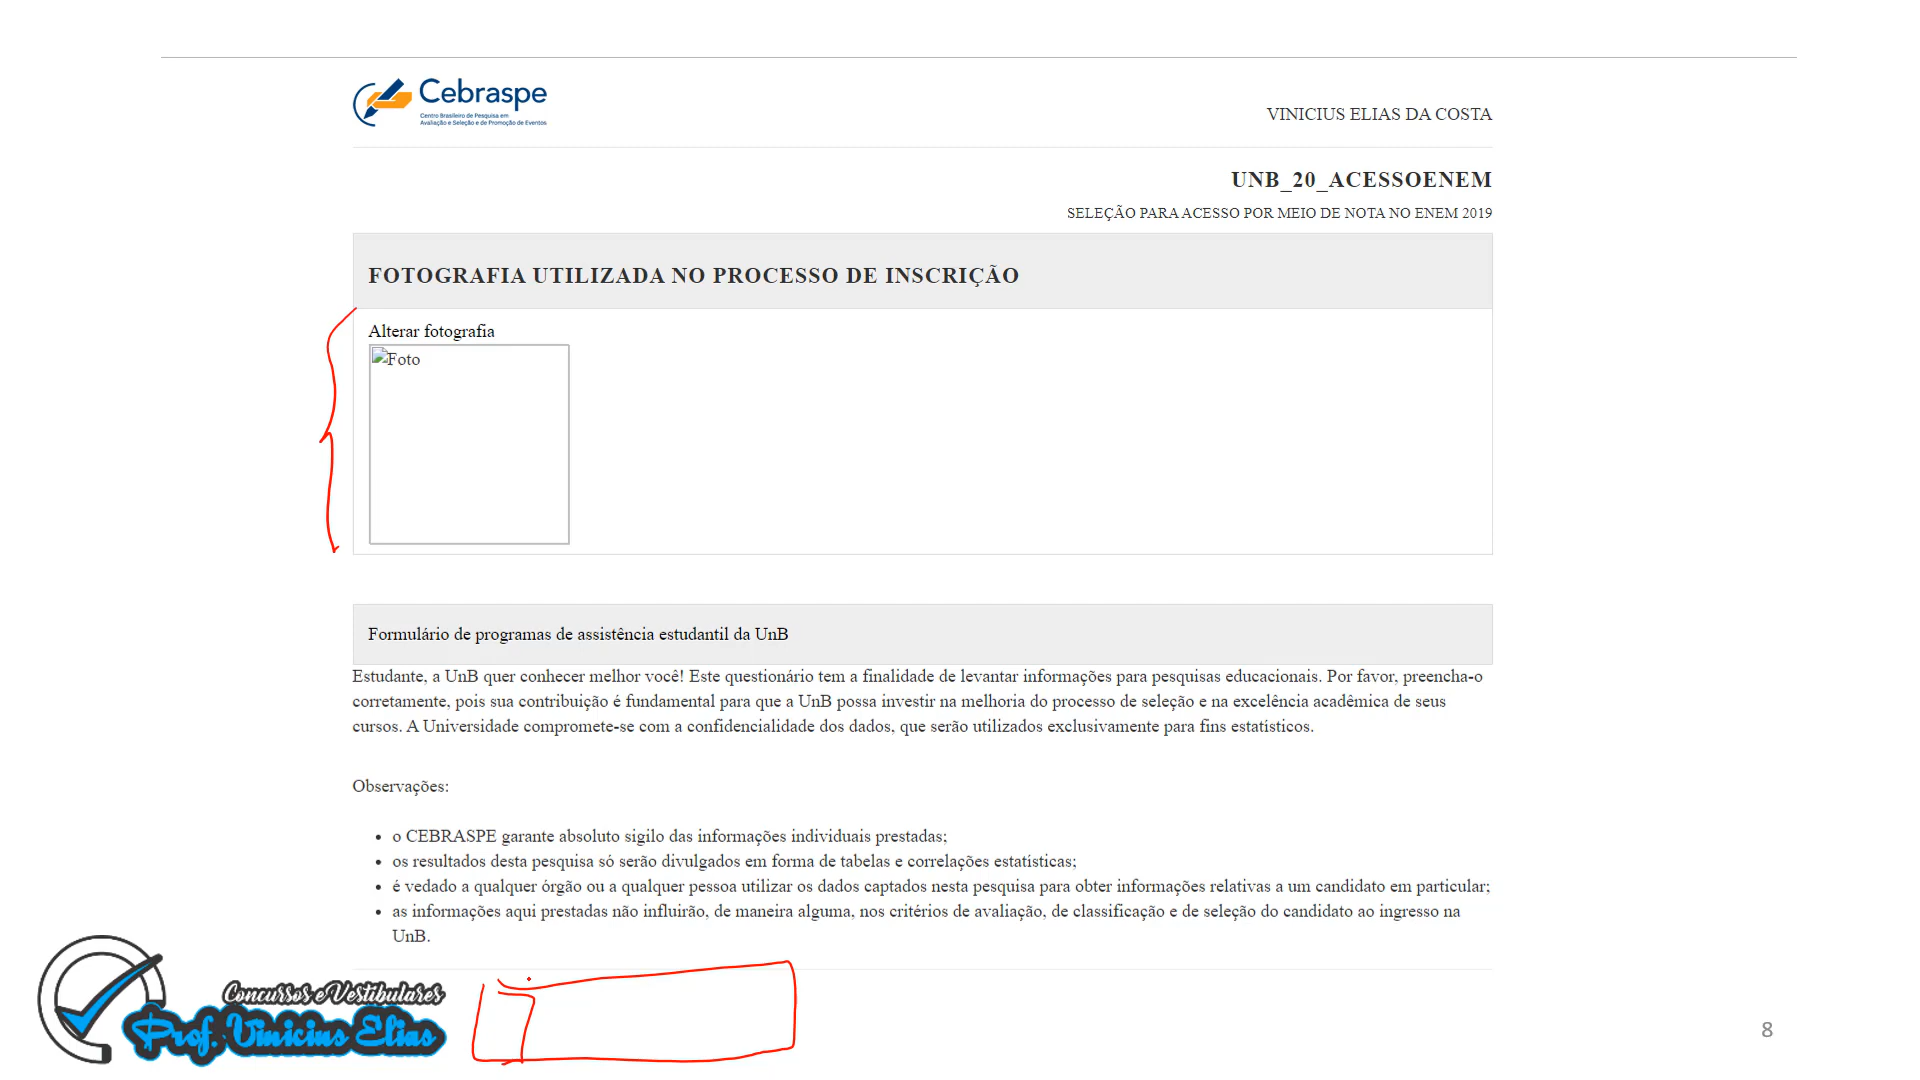 Cebraspe
Centro Brasileiro de Pesquisa em
Avaliação e Seleção e de Promoção de Eventos
VINICIUS ELIAS DA COSTA
UNB_20_ACESSOENEM
SELEÇÃO PARA ACESSO POR MEIO DE NOTA NO ENEM 2019
FOTOGRAFIA UTILIZADA NO PROCESSO DE INSCRIÇÃO
Alterar fotografia
Foto
Formulário de programas de assistência estudantil da UnB
Estudante, a UnB quer conhecer melhor você! Este questionário tem a finalidade de levantar informações para pesquisas educacionais. Por favor, preencha-o
corretamente, pois sua contribuição é fundamental para que a UnB possa investir na melhoria do processo de seleção e na excelência acadêmica de seus
cursos. A Universidade compromete-se com a confidencialidade dos dados, que serão utilizados exclusivamente para fins estatísticos.
Observações:
• o CEBRASPE garante absoluto sigilo das informações individuais prestadas;
• os resultados desta pesquisa só serão divulgados em forma de tabelas e correlações estatísticas;
• é vedado a qualquer órgão ou a qualquer pessoa utilizar os dados captados nesta pesquisa para obter informações relativas a um candidato em particular;
• as informações aqui prestadas não influirão, de maneira alguma, nos critérios de avaliação, de classificação e de seleção do candidato ao ingresso na
UnB.
Concursos e Vestibulares
Prof. Vinicius Elias
8